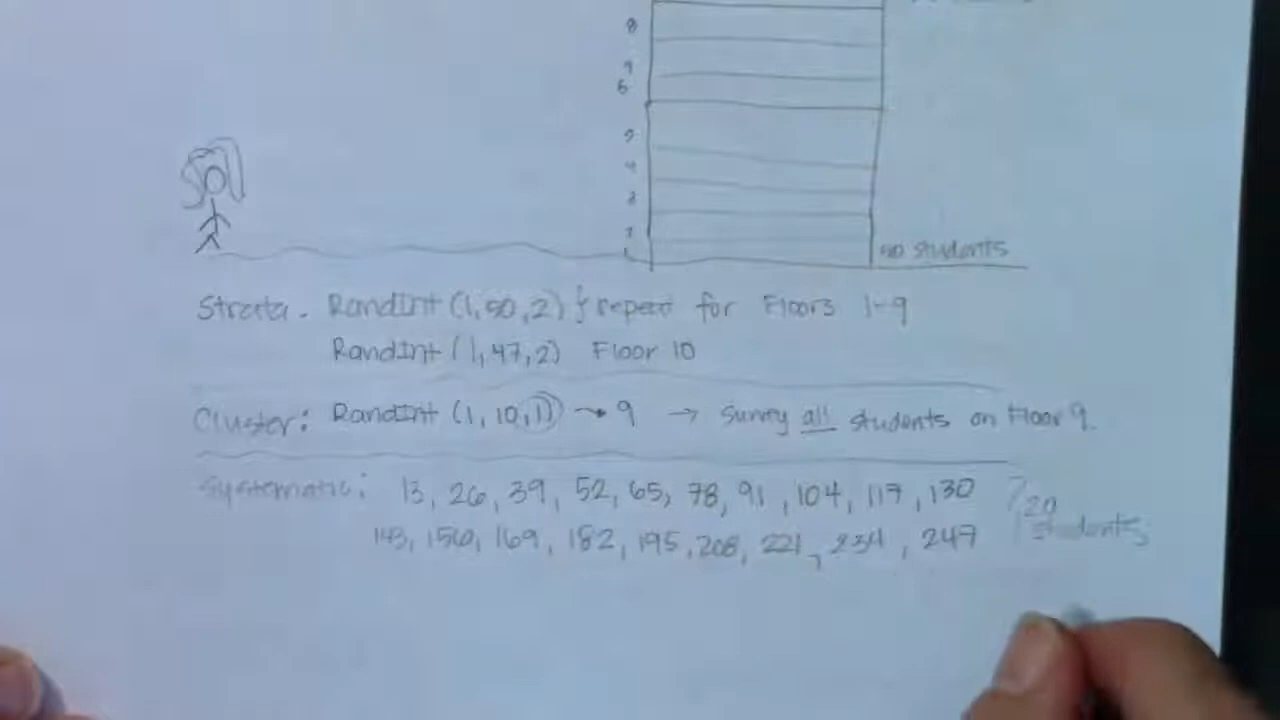 8
7
6
5
4
3
2
1
50 students
Strata. RandInt (1,50,2) } repeat for Floors 1-9
RandInt (1,47,2) Floor 10
Cluster: RandInt (1,10,1) → 9 → Survey all students on Floor 9.
Systematic: 13, 26, 39, 52, 65, 78, 91, 104, 117, 130
143, 156, 169, 182, 195, 208, 221, 234, 247
20
students